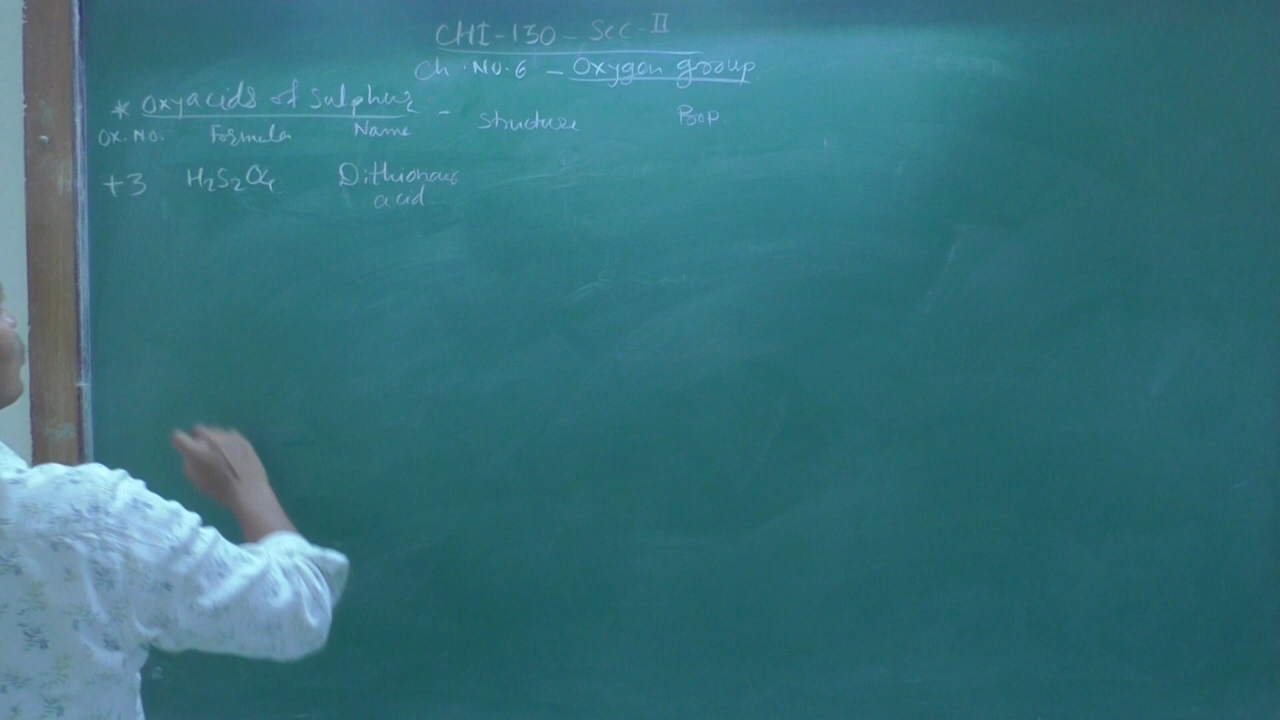 CHI-130 - Sec-II
Ch. No. 6 - Oxygen group
* Oxyacids of Sulphur -
OX. NO. Formula Name Structure Prop.
+3 H2S2O4 Dithionous
acid